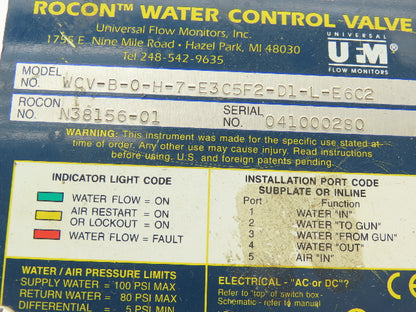 ROCON™ WATER CONTROL VALVE
Universal Flow Monitors, Inc.
1755 E. Nine Mile Road • Hazel Park, MI 48030
Tel 248-542-9635
UNIVERSAL
UFM
FLOW MONITORS
MODEL NO. WCV-B-0-H-7-E3C5F2-D1-L-E6C2
ROCON NO. N38156-01 SERIAL NO. 041000280
WARNING: This instrument was made for the specific use stated at
time of order. Any other use may cause injury. Read instructions
before using. U.S. and foreign patents pending.
INDICATOR LIGHT CODE
WATER FLOW = ON
AIR RESTART = ON
OR LOCKOUT = ON
WATER FLOW = FAULT
INSTALLATION PORT CODE
SUBPLATE OR INLINE
Port Function
1 WATER "IN"
2 WATER "TO GUN"
3 WATER "FROM GUN"
4 WATER "OUT"
5 AIR "IN"
WATER / AIR PRESSURE LIMITS
SUPPLY WATER = 100 PSI MAX
RETURN WATER = 80 PSI MAX
DIFFERENTIAL = 5 PSI MIN
ELECTRICAL - "AC or DC"?
Refer to "top" of switch box-
Schematic - refer to manual